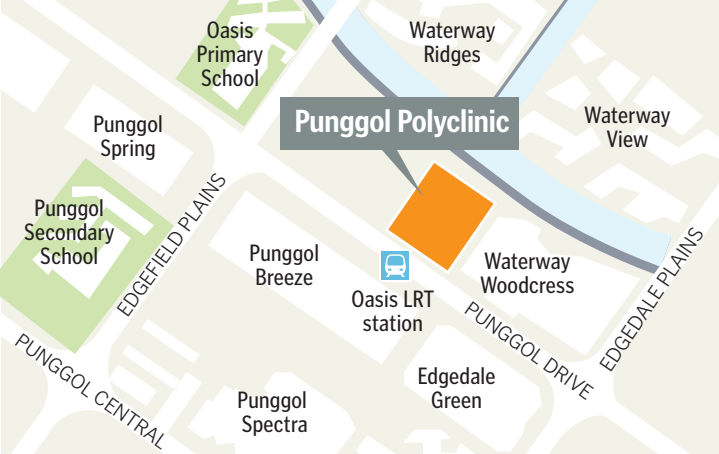 Oasis
Primary
School
Waterway
Ridges
Punggol Polyclinic
Punggol
Spring
Waterway
View
Punggol
Secondary
School
EDGEFIELD PLAINS
Punggol
Breeze
Oasis LRT
station
Waterway
Woodcress
EDGEDALE PLAINS
PUNGGOL DRIVE
PUNGGOL CENTRAL
Punggol
Spectra
Edgedale
Green